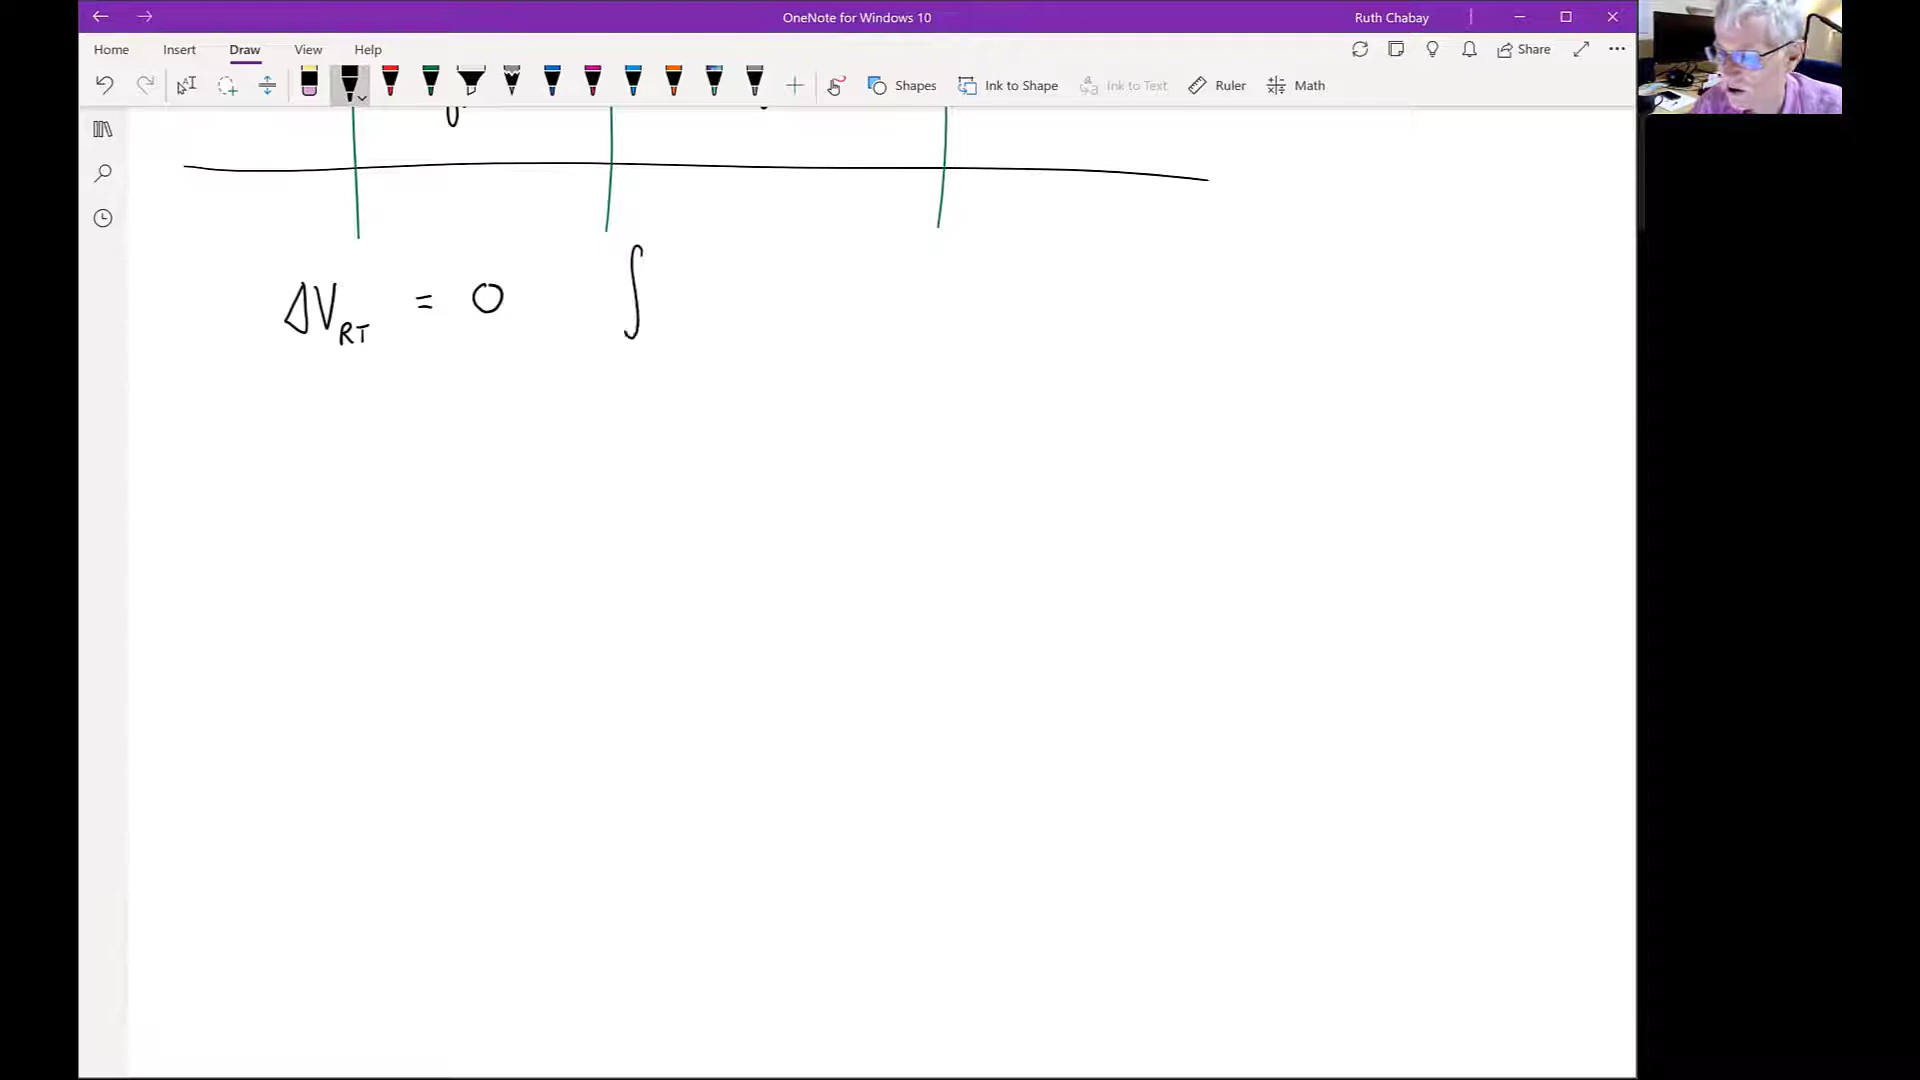 OneNote for Windows 10 Ruth Chabay
Home Insert Draw View Help Share
Shapes Ink to Shape Ink to Text Ruler Math
ΔV_RT = 0 ∫